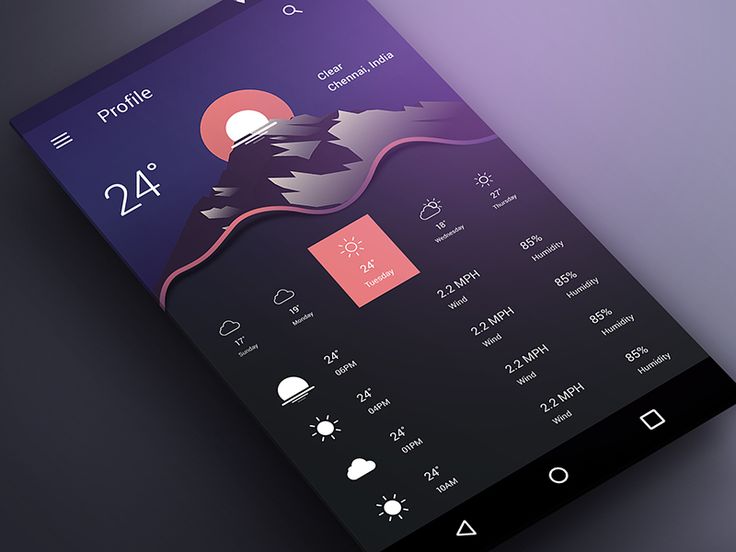 Profile
Clear
Chennai, India
24°
17°
Sunday
19°
Monday
24°
Tuesday
18°
Wednesday
27°
Thursday
24°
06PM
2.2 MPH
Wind
85%
Humidity
24°
04PM
2.2 MPH
Wind
85%
Humidity
24°
01PM
2.2 MPH
Wind
85%
Humidity
24°
10AM
2.2 MPH
Wind
85%
Humidity